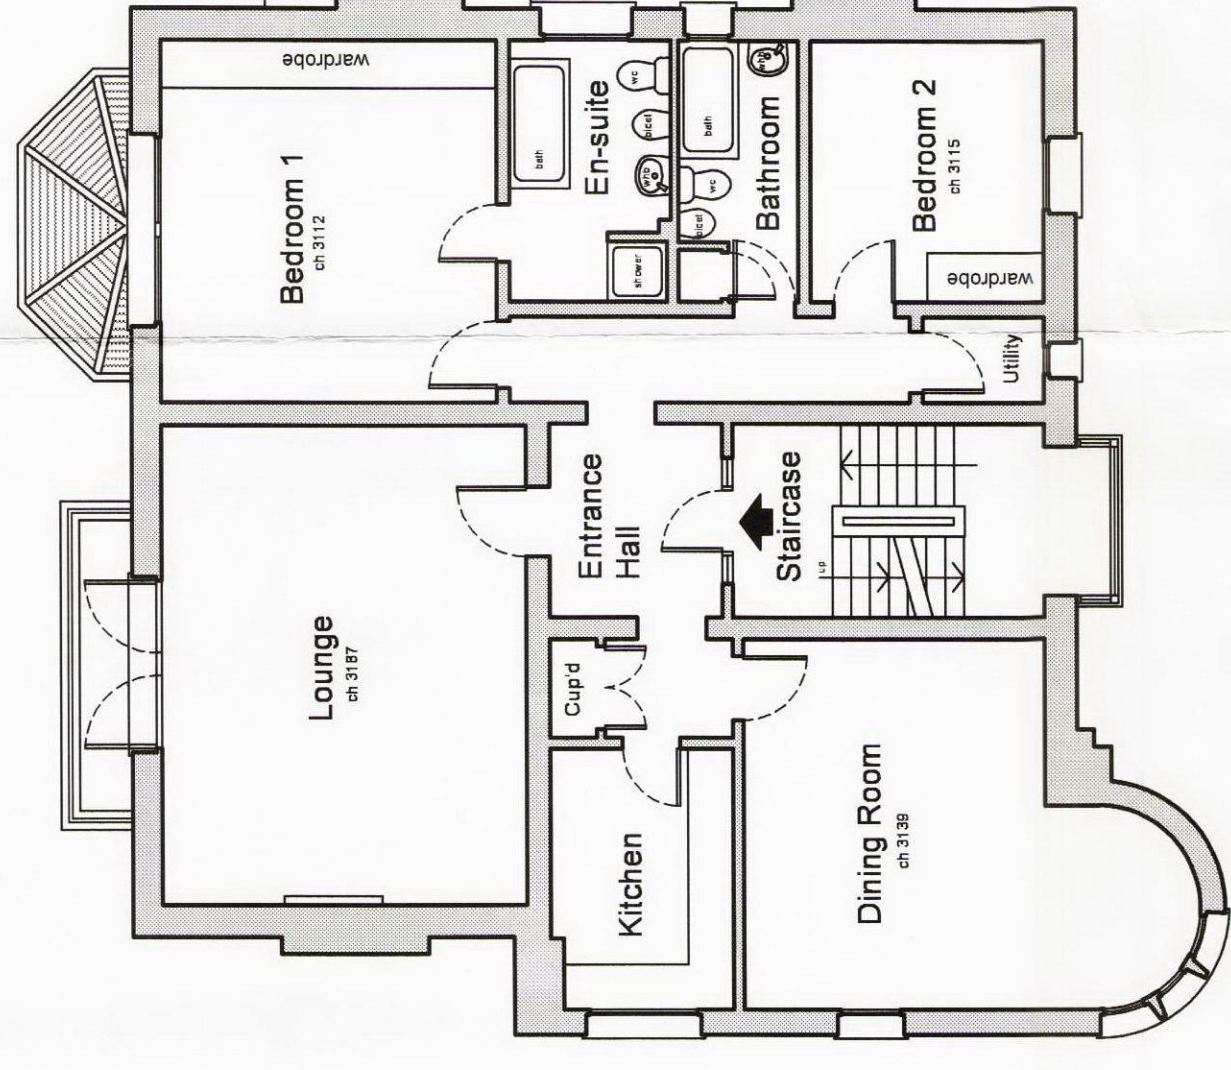 wardrobe
Bedroom 1
ch 3112
bath
En-suite
wc
bidet
whb
shower
bath
whb
wc
bidet
Bathroom
Bedroom 2
ch 3115
wardrobe
Utility
Lounge
ch 3187
Entrance
Hall
Staircase
up
Cup'd
Kitchen
Dining Room
ch 3139